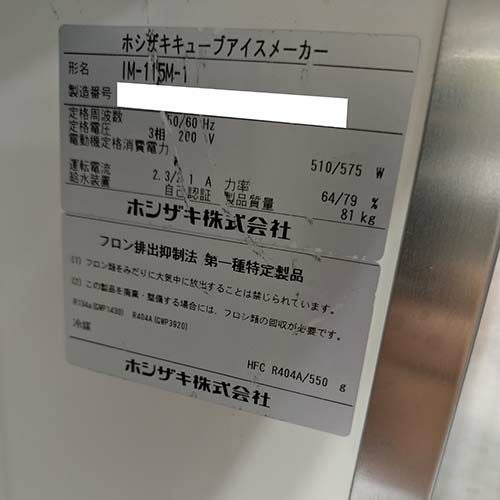 ホシザキキューブアイスメーカー
形名 IM-115M-1
製造番号
定格周波数 50/60 Hz
定格電圧 3相 200 V
電動機定格消費電力 510/575 W
運転電流 2.3/2.1 A 力率 64/79 %
給水装置 自己認証 製品質量 81 kg
ホシザキ株式会社
フロン排出抑制法 第一種特定製品
(1) フロン類をみだりに大気中に放出することは禁じられています。
(2) この製品を廃棄・整備する場合には、フロン類の回収が必要です。
R134a(GWP1430) R404A(GWP3920)
冷媒 HFC R404A/550 g
ホシザキ株式会社